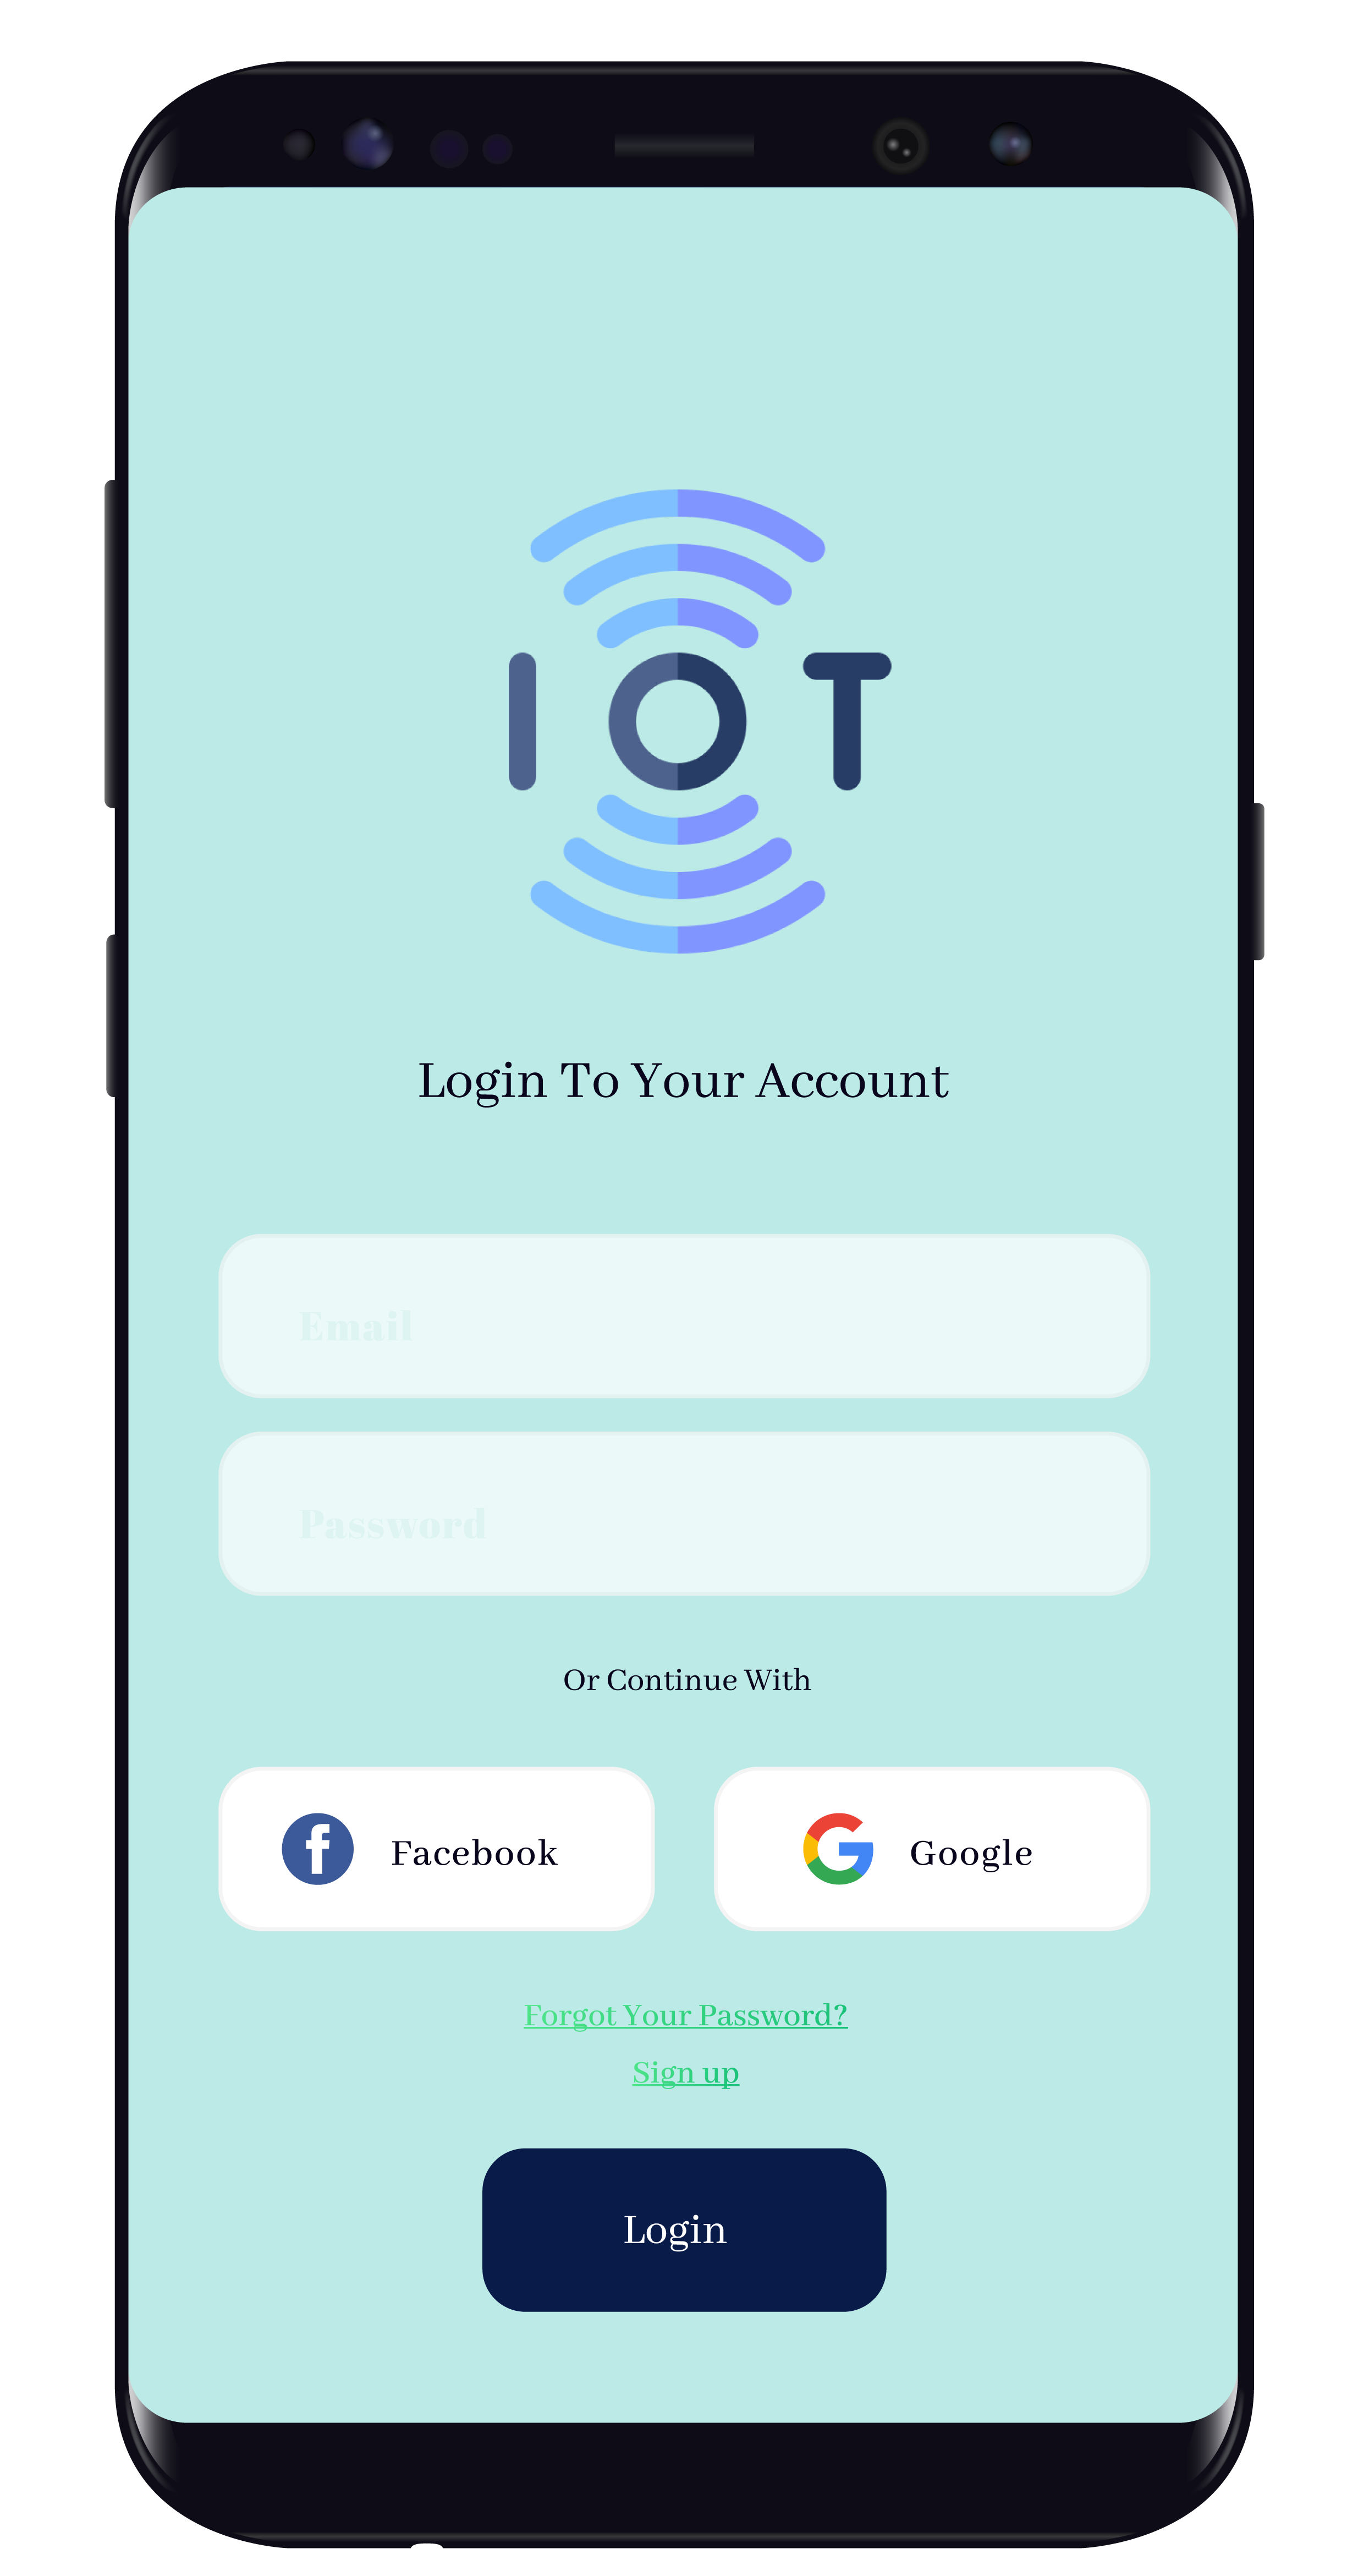 IOT
Login To Your Account
Email
Password
Or Continue With
Facebook
Google
Forgot Your Password?
Sign up
Login